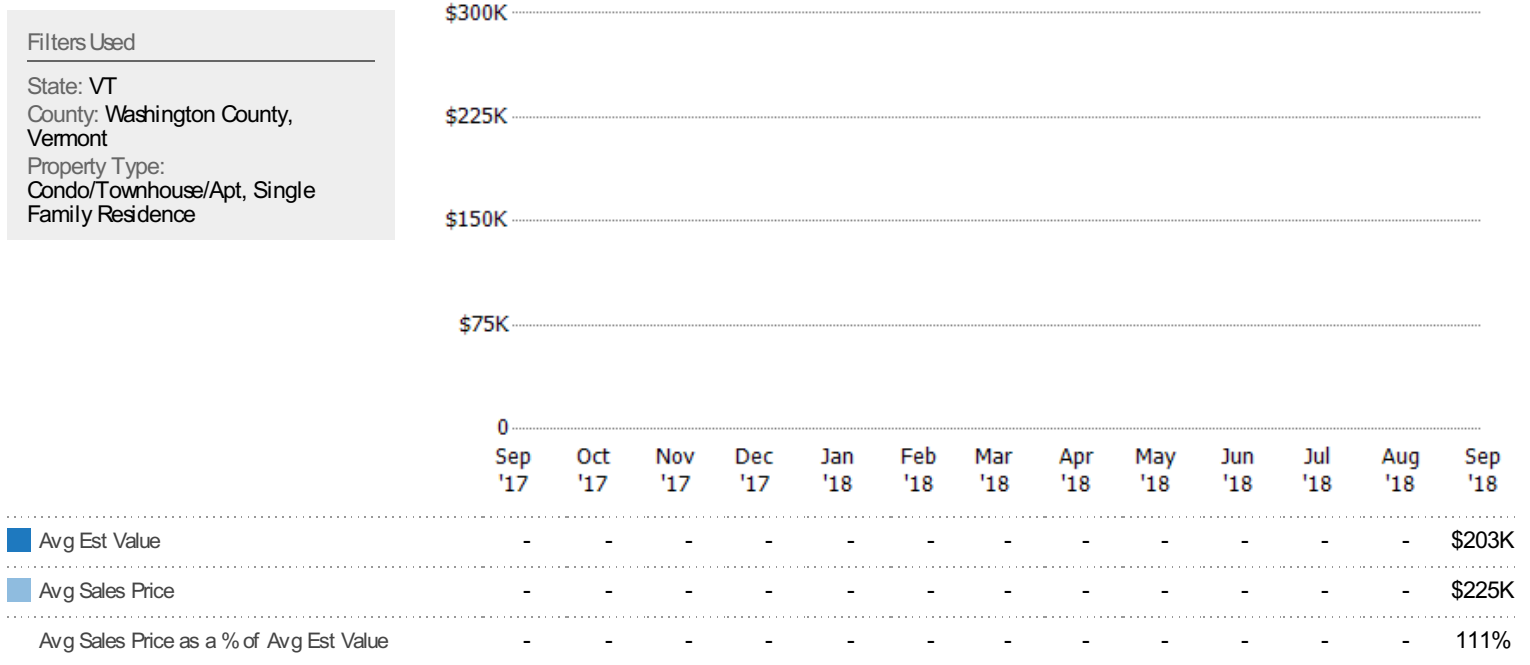 Filters Used
State: VT
County: Washington County,
Vermont
Property Type:
Condo/Townhouse/Apt, Single
Family Residence
$300K
$225K
$150K
$75K
0
Sep Oct Nov Dec Jan Feb Mar Apr May Jun Jul Aug Sep
'17 '17 '17 '17 '18 '18 '18 '18 '18 '18 '18 '18 '18
Avg Est Value - - - - - - - - - - - - $203K
Avg Sales Price - - - - - - - - - - - - $225K
Avg Sales Price as a % of Avg Est Value - - - - - - - - - - - - 111%